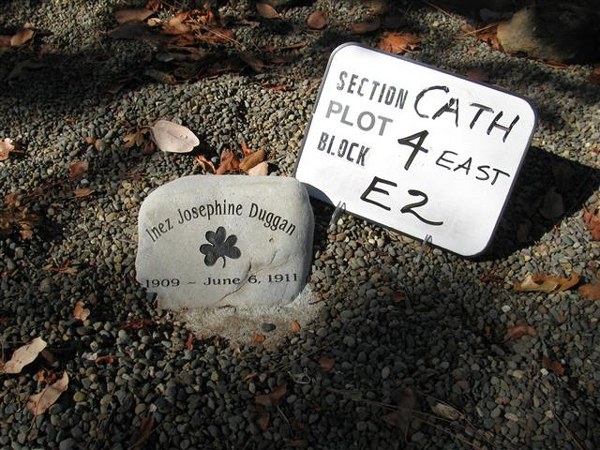 Inez Josephine Duggan
1909 – June 6, 1911
SECTION CATH
PLOT 4 EAST
BLOCK E2